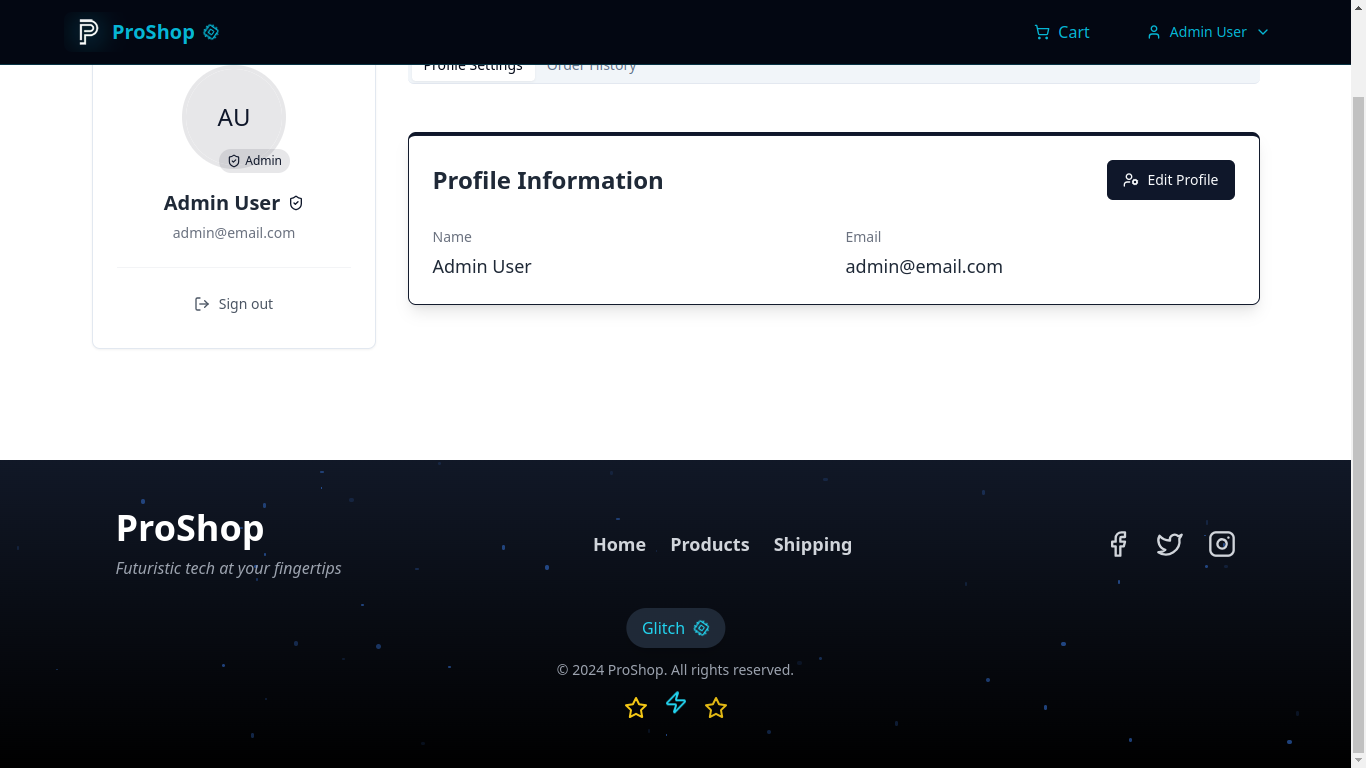 ProShop
Cart
Admin User
Profile Settings
Order History
AU
Admin
Admin User
admin@email.com
Sign out
Profile Information
Edit Profile
Name
Admin User
Email
admin@email.com
ProShop
Futuristic tech at your fingertips
Home
Products
Shipping
Glitch
© 2024 ProShop. All rights reserved.